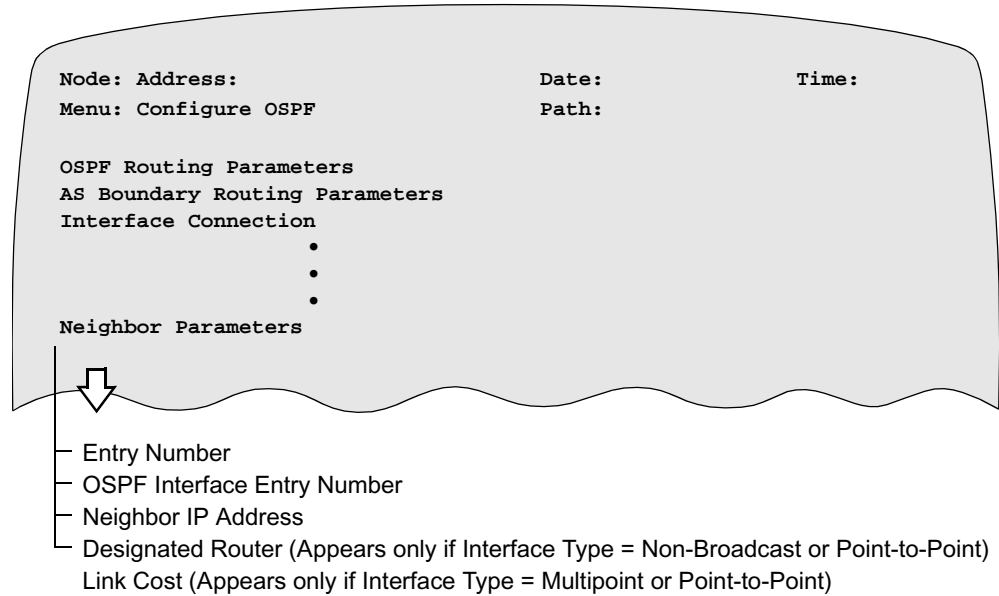 Node: Address: Date: Time:
Menu: Configure OSPF Path:
OSPF Routing Parameters
AS Boundary Routing Parameters
Interface Connection
•
•
•
Neighbor Parameters
Entry Number
OSPF Interface Entry Number
Neighbor IP Address
Designated Router (Appears only if Interface Type = Non-Broadcast or Point-to-Point)
Link Cost (Appears only if Interface Type = Multipoint or Point-to-Point)